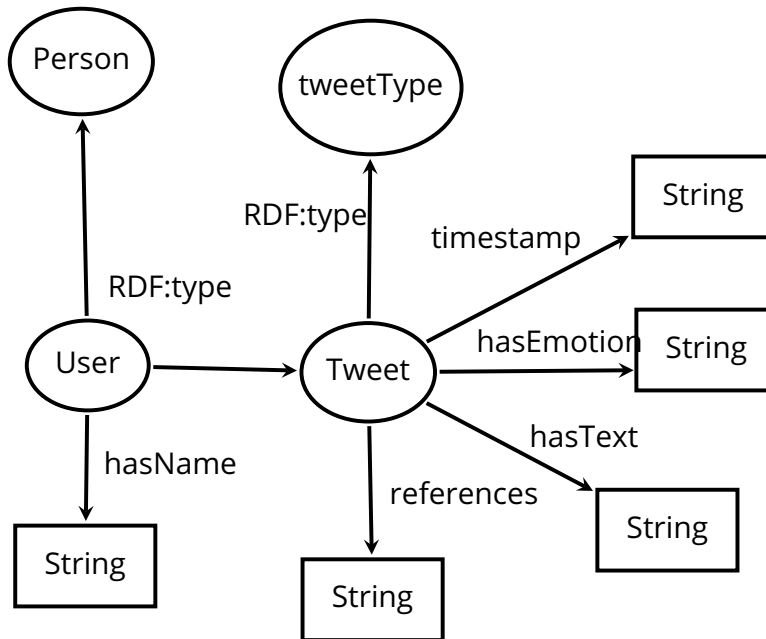 Person
tweetType
String
RDF:type
timestamp
RDF:type
hasEmotion
String
User
Tweet
hasText
hasName
references
String
String
String